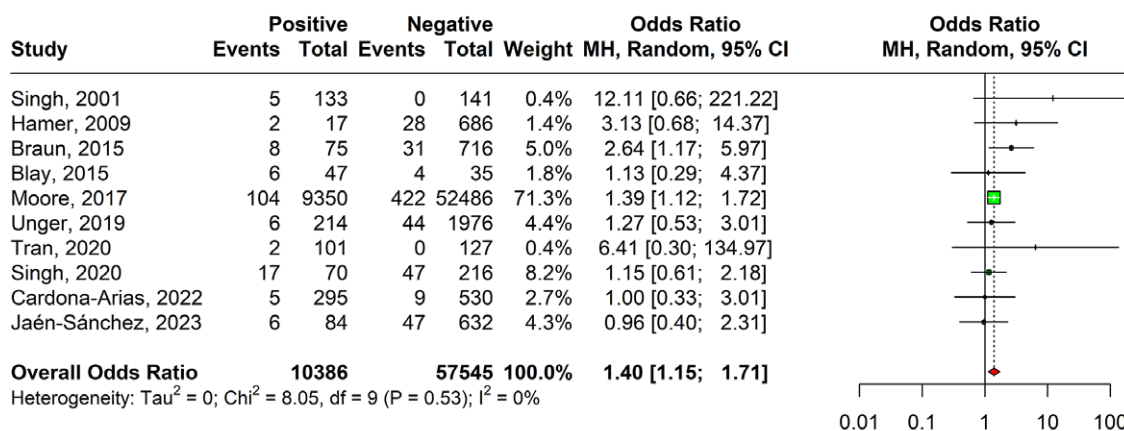 Positive Negative Odds Ratio Odds Ratio
Study Events Total Events Total Weight MH, Random, 95% CI MH, Random, 95% CI
Singh, 2001 5 133 0 141 0.4% 12.11 [0.66; 221.22]
Hamer, 2009 2 17 28 686 1.4% 3.13 [0.68; 14.37]
Braun, 2015 8 75 31 716 5.0% 2.64 [1.17; 5.97]
Blay, 2015 6 47 4 35 1.8% 1.13 [0.29; 4.37]
Moore, 2017 104 9350 422 52486 71.3% 1.39 [1.12; 1.72]
Unger, 2019 6 214 44 1976 4.4% 1.27 [0.53; 3.01]
Tran, 2020 2 101 0 127 0.4% 6.41 [0.30; 134.97]
Singh, 2020 17 70 47 216 8.2% 1.15 [0.61; 2.18]
Cardona-Arias, 2022 5 295 9 530 2.7% 1.00 [0.33; 3.01]
Jaén-Sánchez, 2023 6 84 47 632 4.3% 0.96 [0.40; 2.31]
Overall Odds Ratio 10386 57545 100.0% 1.40 [1.15; 1.71]
Heterogeneity: Tau² = 0; Chi² = 8.05, df = 9 (P = 0.53); I² = 0%
0.01 0.1 1 10 100